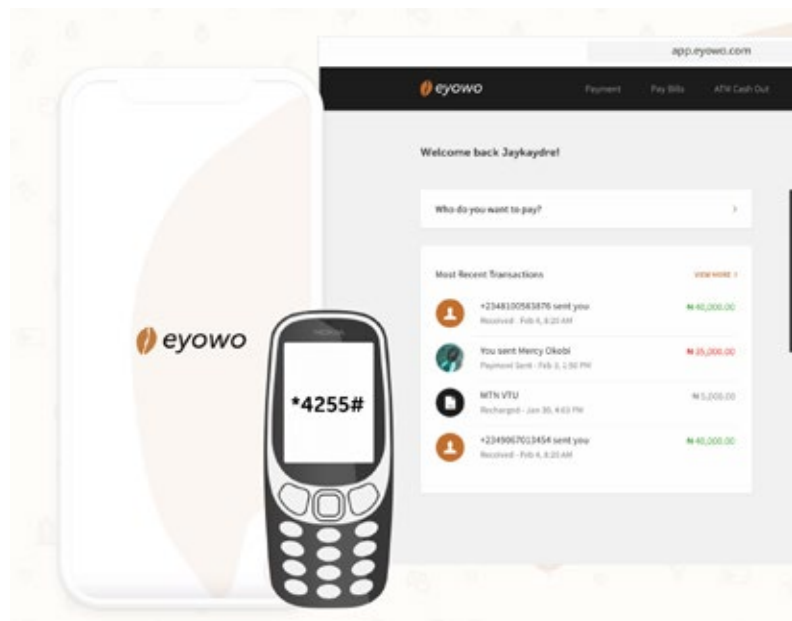 app.eyowo.com
eyowo
Payment
Pay Bills
ATM Cash Out
Welcome back Jaykaydre!
Who do you want to pay?
Most Recent Transactions
VIEW MORE >
+2348100583876 sent you
₦ 40,000.00
Received - Feb 4, 8:20 AM
You sent Mercy Okobi
₦ 35,000.00
Payment Sent - Feb 3, 1:50 PM
MTN VTU
₦ 5,000.00
Recharged - Jan 30, 4:03 PM
+2349067013454 sent you
₦ 40,000.00
Received - Feb 4, 8:20 AM
eyowo
NOKIA
*4255#